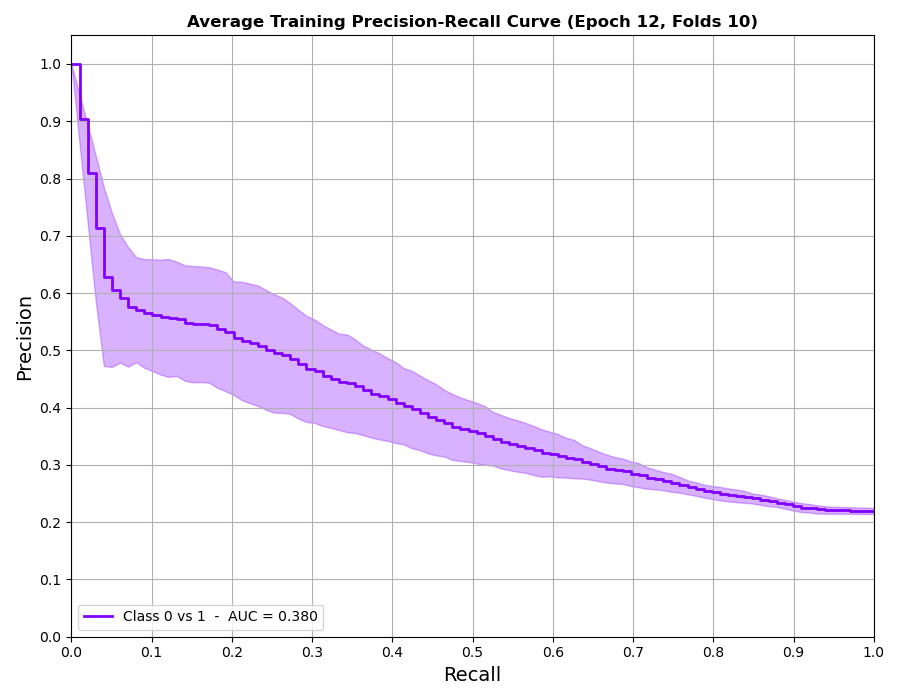 Average Training Precision-Recall Curve (Epoch 12, Folds 10)
1.0
0.9
0.8
0.7
0.6
0.5
0.4
0.3
0.2
0.1
0.0
Precision
Class 0 vs 1 - AUC = 0.380
0.0 0.1 0.2 0.3 0.4 0.5 0.6 0.7 0.8 0.9 1.0
Recall